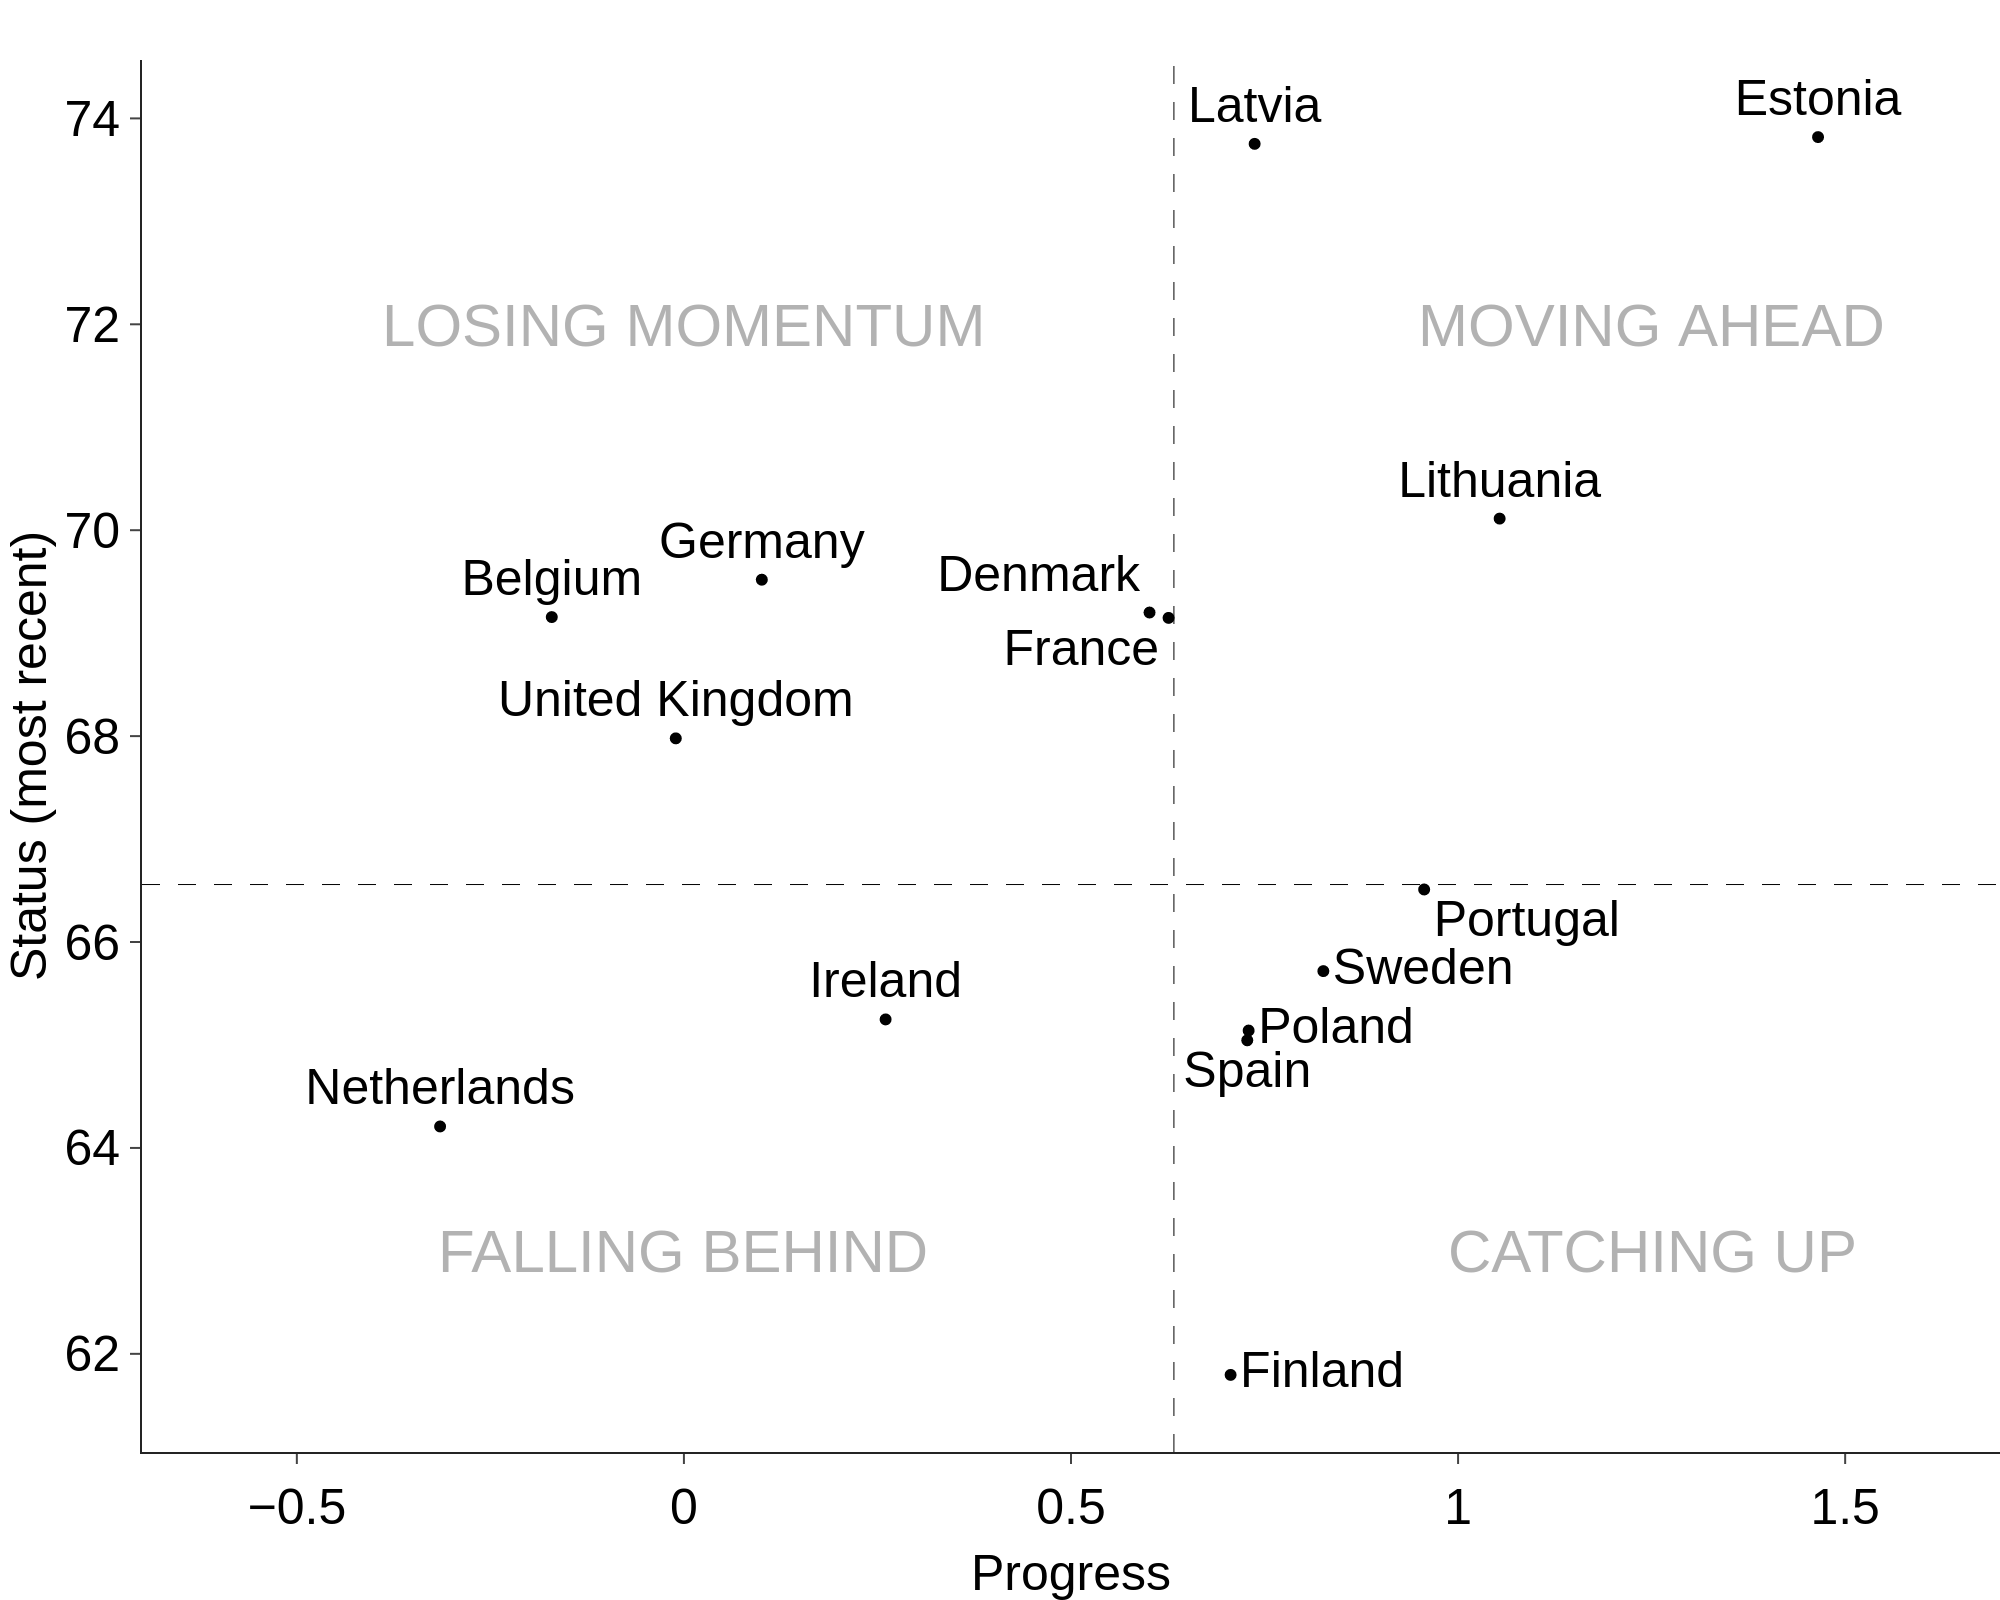 Latvia
Estonia
74
LOSING MOMENTUM
MOVING AHEAD
72
Lithuania
70
Germany
Belgium
Denmark
France
United Kingdom
68
Status (most recent)
Portugal
66
Sweden
Ireland
Poland
Spain
Netherlands
64
FALLING BEHIND
CATCHING UP
62
Finland
−0.5 0 0.5 1 1.5
Progress